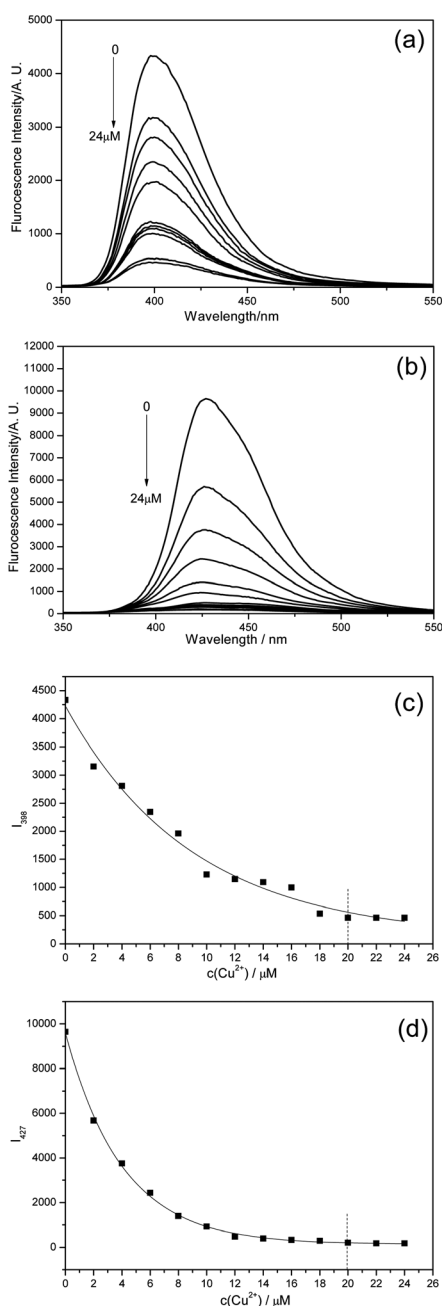 (a)
5000
4000
3000
2000
1000
0
0
24μM
Flurocescence Intensity/A. U.
350 400 450 500 550
Wavelength/nm
(b)
12000
11000
10000
9000
8000
7000
6000
5000
4000
3000
2000
1000
0
0
24μM
Flurocescence Intensity/A. U.
350 400 450 500 550
Wavelength / nm
(c)
4500
4000
3500
3000
2500
2000
1500
1000
500
0
I398
0 2 4 6 8 10 12 14 16 18 20 22 24 26
c(Cu2+) / μM
(d)
10000
8000
6000
4000
2000
0
I427
0 2 4 6 8 10 12 14 16 18 20 22 24 26
c(Cu2+) / μM